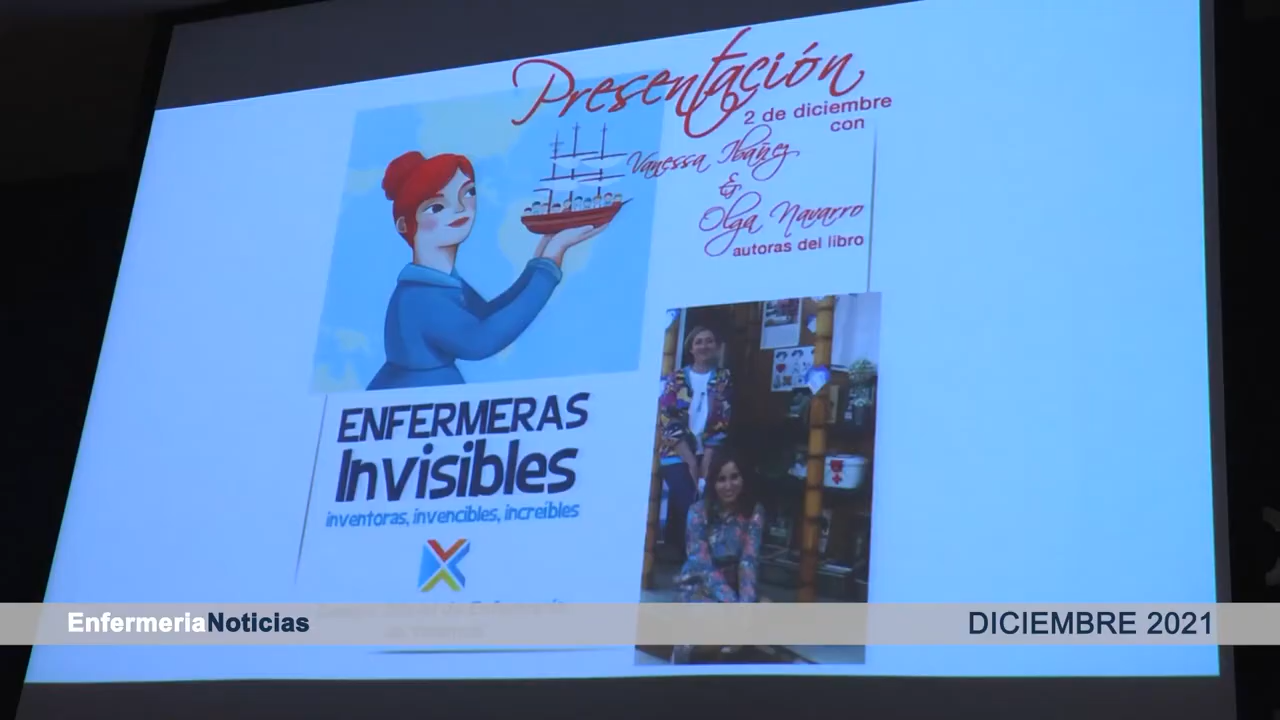 Presentación
2 de diciembre
con
Vanessa Ibañez
&
Olga Navarro
autoras del libro
ENFERMERAS
Invisibles
inventoras, invencibles, increíbles
EnfermeriaNoticias
DICIEMBRE 2021